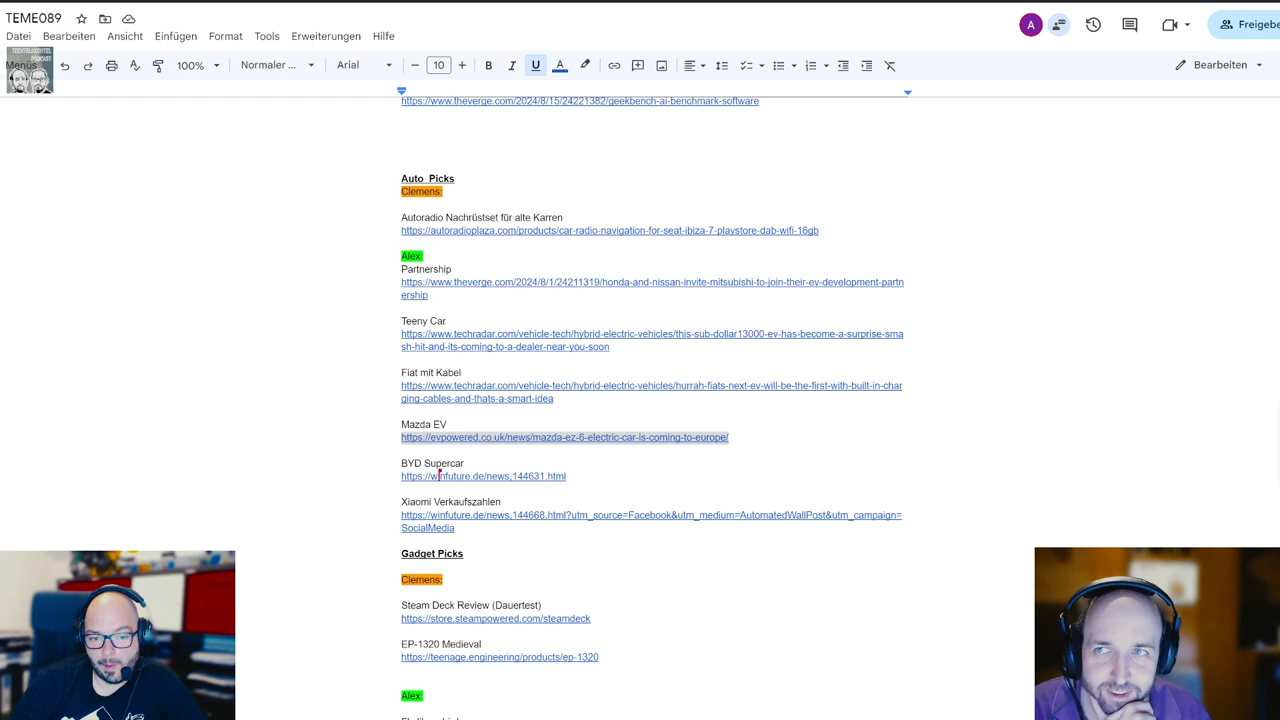 TEME089
Datei Bearbeiten Ansicht Einfügen Format Tools Erweiterungen Hilfe
A
Freigebe
TECHTELMECHTEL
PODCAST
Menüs
100% Normaler ... Arial 10 B I U A
Bearbeiten
https://www.theverge.com/2024/8/15/24221382/geekbench-ai-benchmark-software
Auto Picks
Clemens:
Autoradio Nachrüstset für alte Karren
https://autoradioplaza.com/products/car-radio-navigation-for-seat-ibiza-7-playstore-dab-wifi-16gb
Alex:
Partnership
https://www.theverge.com/2024/8/1/24211319/honda-and-nissan-invite-mitsubishi-to-join-their-ev-development-partn
ership
Teeny Car
https://www.techradar.com/vehicle-tech/hybrid-electric-vehicles/this-sub-dollar13000-ev-has-become-a-surprise-sma
sh-hit-and-its-coming-to-a-dealer-near-you-soon
Fiat mit Kabel
https://www.techradar.com/vehicle-tech/hybrid-electric-vehicles/hurrah-fiats-next-ev-will-be-the-first-with-built-in-char
ging-cables-and-thats-a-smart-idea
Mazda EV
https://evpowered.co.uk/news/mazda-ez-6-electric-car-is-coming-to-europe/
BYD Supercar
https://winfuture.de/news,144631.html
Xiaomi Verkaufszahlen
https://winfuture.de/news,144668.html?utm_source=Facebook&utm_medium=AutomatedWallPost&utm_campaign=
SocialMedia
Gadget Picks
Clemens:
Steam Deck Review (Dauertest)
https://store.steampowered.com/steamdeck
EP-1320 Medieval
https://teenage.engineering/products/ep-1320
Alex: